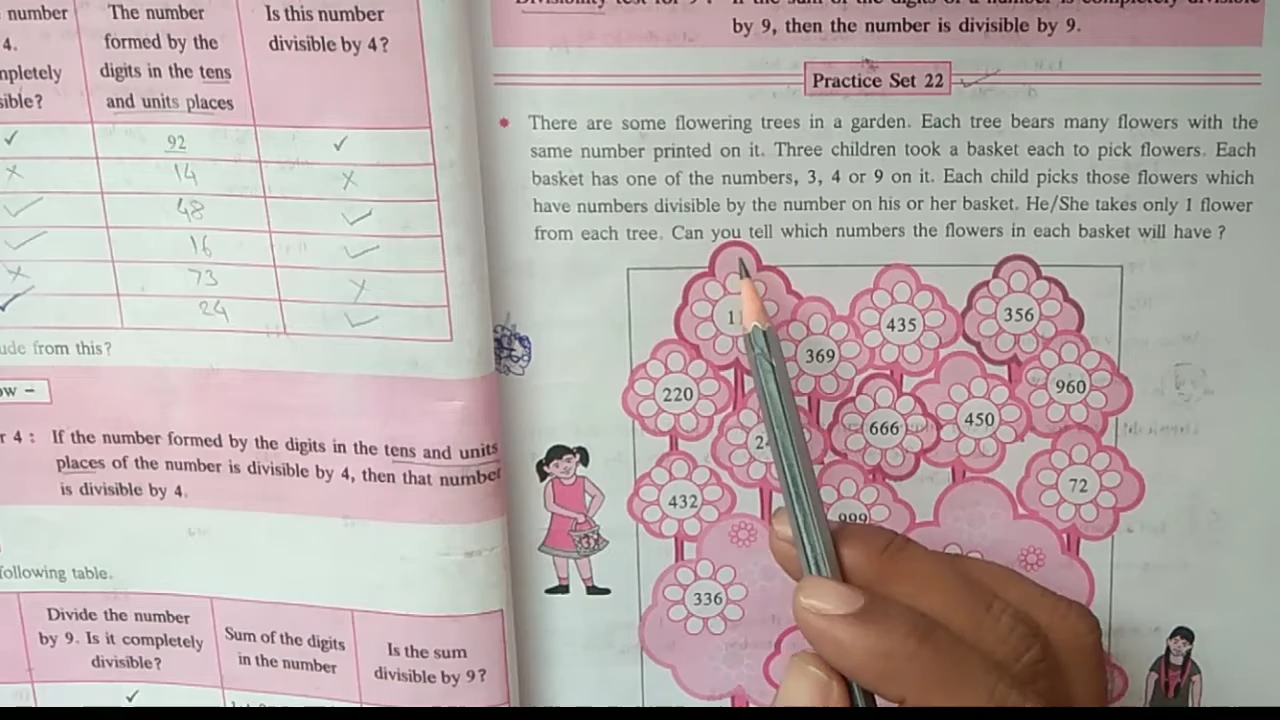 number
4.
mpletely
sible?
The number
formed by the
digits in the tens
and units places
Is this number
divisible by 4?
✓
92
✓
×
14
×
✓
48
✓
✓
16
✓
×
73
×
✓
24
✓
ude from this?
ow –
r 4 : If the number formed by the digits in the tens and units
places of the number is divisible by 4, then that number
is divisible by 4.
following table.
Divide the number
by 9. Is it completely
divisible?
Sum of the digits
in the number
Is the sum
divisible by 9?
✓
by 9, then the number is divisible by 9.
Practice Set 22
There are some flowering trees in a garden. Each tree bears many flowers with the
same number printed on it. Three children took a basket each to pick flowers. Each
basket has one of the numbers, 3, 4 or 9 on it. Each child picks those flowers which
have numbers divisible by the number on his or her basket. He/She takes only 1 flower
from each tree. Can you tell which numbers the flowers in each basket will have ?
435
356
369
960
220
450
666
72
432
999
336
3